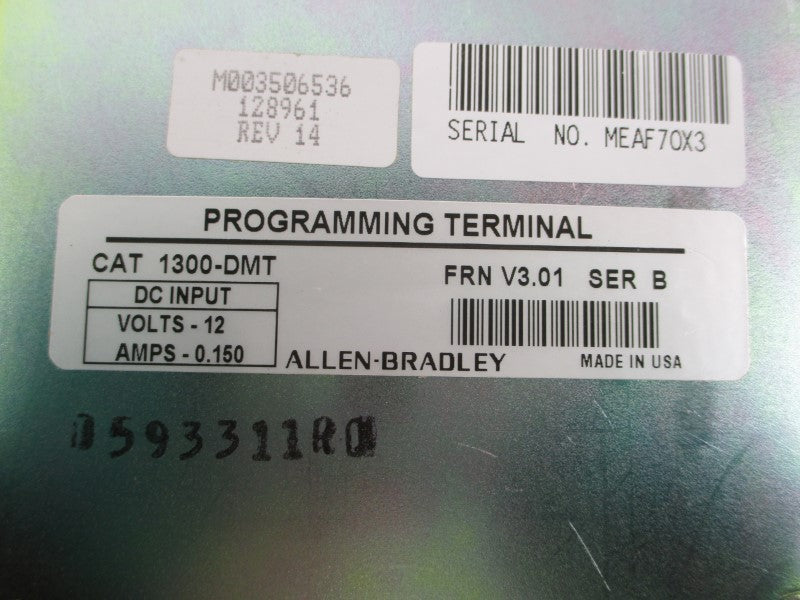 M003506536
128961
REV 14
SERIAL NO. MEAF70X3
PROGRAMMING TERMINAL
CAT 1300-DMT
FRN V3.01 SER B
DC INPUT
VOLTS - 12
AMPS - 0.150
ALLEN-BRADLEY
MADE IN USA